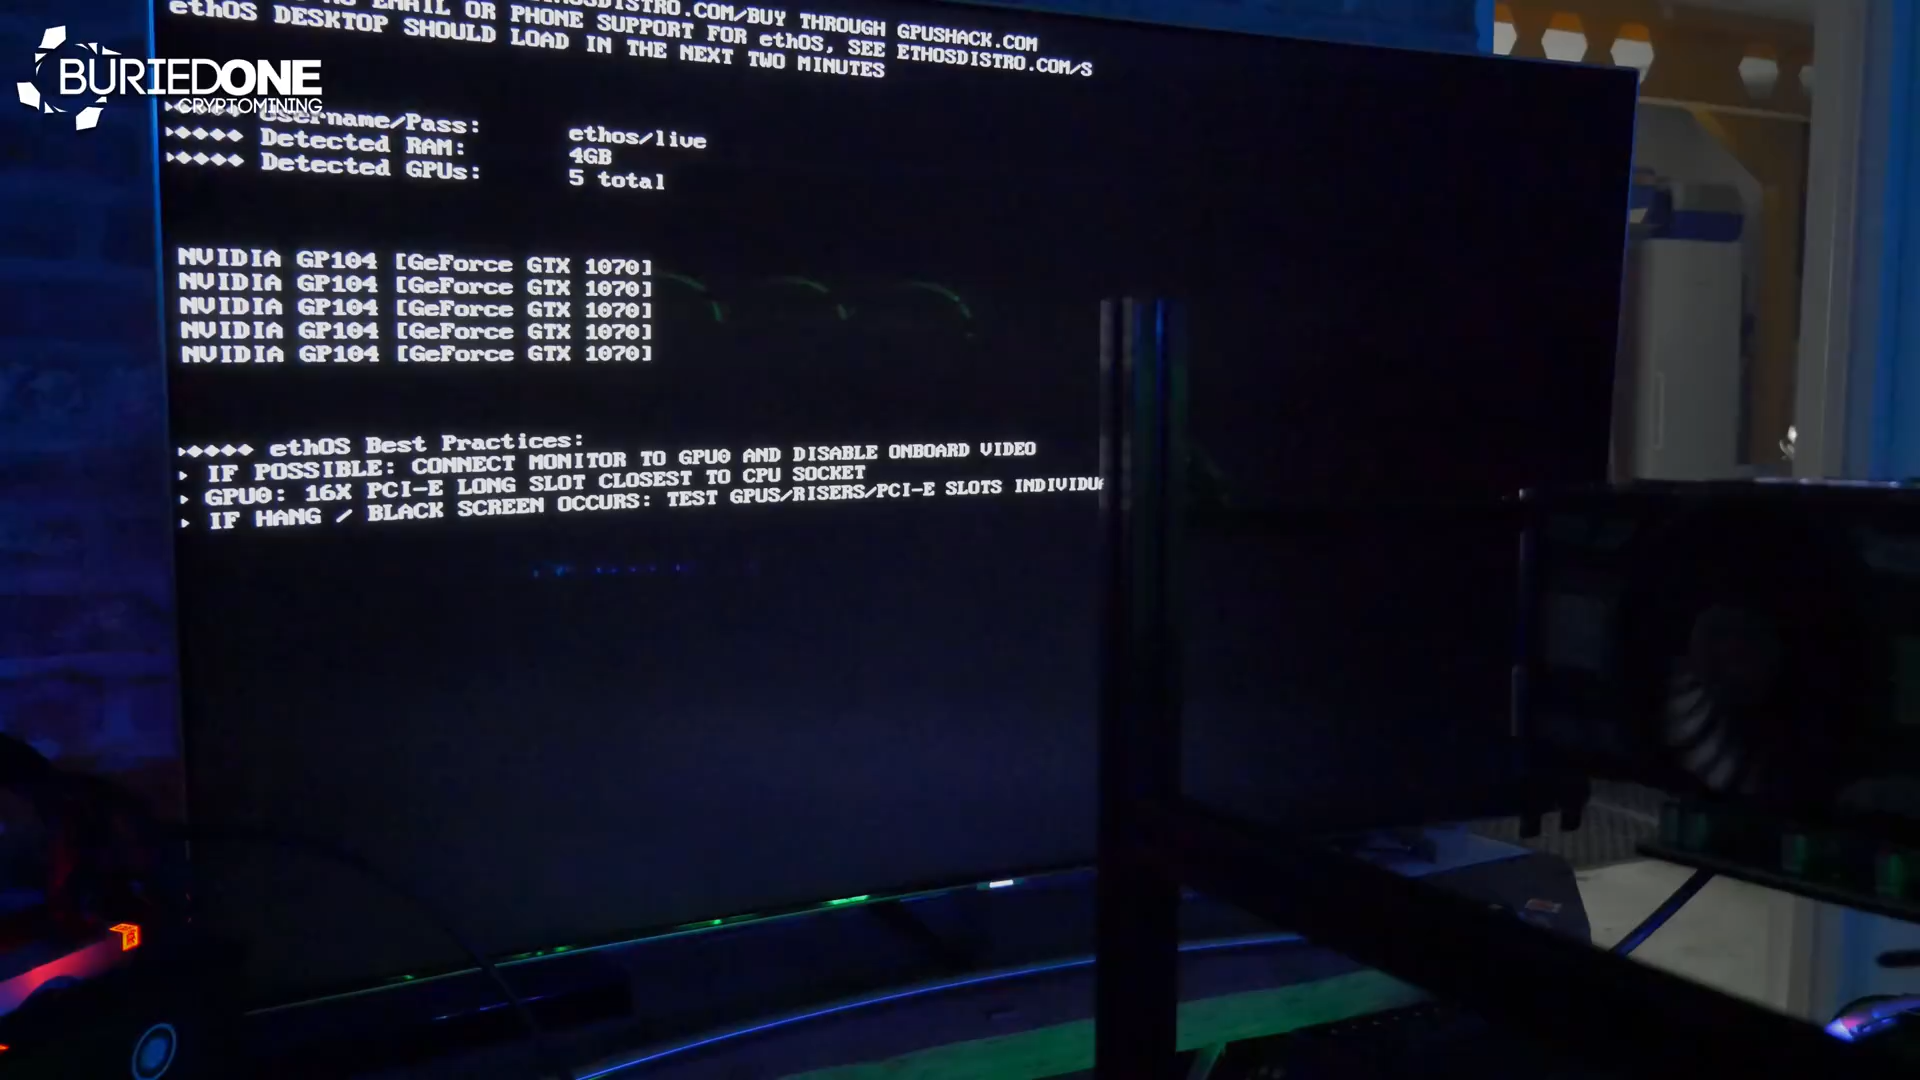 DISTRO.COM/BUY THROUGH GPUSHACK.COM
EMAIL OR PHONE SUPPORT FOR ethOS, SEE ETHOSDISTRO.COM/S
ethOS DESKTOP SHOULD LOAD IN THE NEXT TWO MINUTES
BURIEDONE
CRYPTOMINING
Username/Pass: ethos/live
Detected RAM: 4GB
Detected GPUs: 5 total
NVIDIA GP104 [GeForce GTX 1070]
NVIDIA GP104 [GeForce GTX 1070]
NVIDIA GP104 [GeForce GTX 1070]
NVIDIA GP104 [GeForce GTX 1070]
NVIDIA GP104 [GeForce GTX 1070]
ethOS Best Practices:
IF POSSIBLE: CONNECT MONITOR TO GPU0 AND DISABLE ONBOARD VIDEO
GPU0: 16X PCI-E LONG SLOT CLOSEST TO CPU SOCKET
IF HANG / BLACK SCREEN OCCURS: TEST GPUS/RISERS/PCI-E SLOTS INDIVIDU